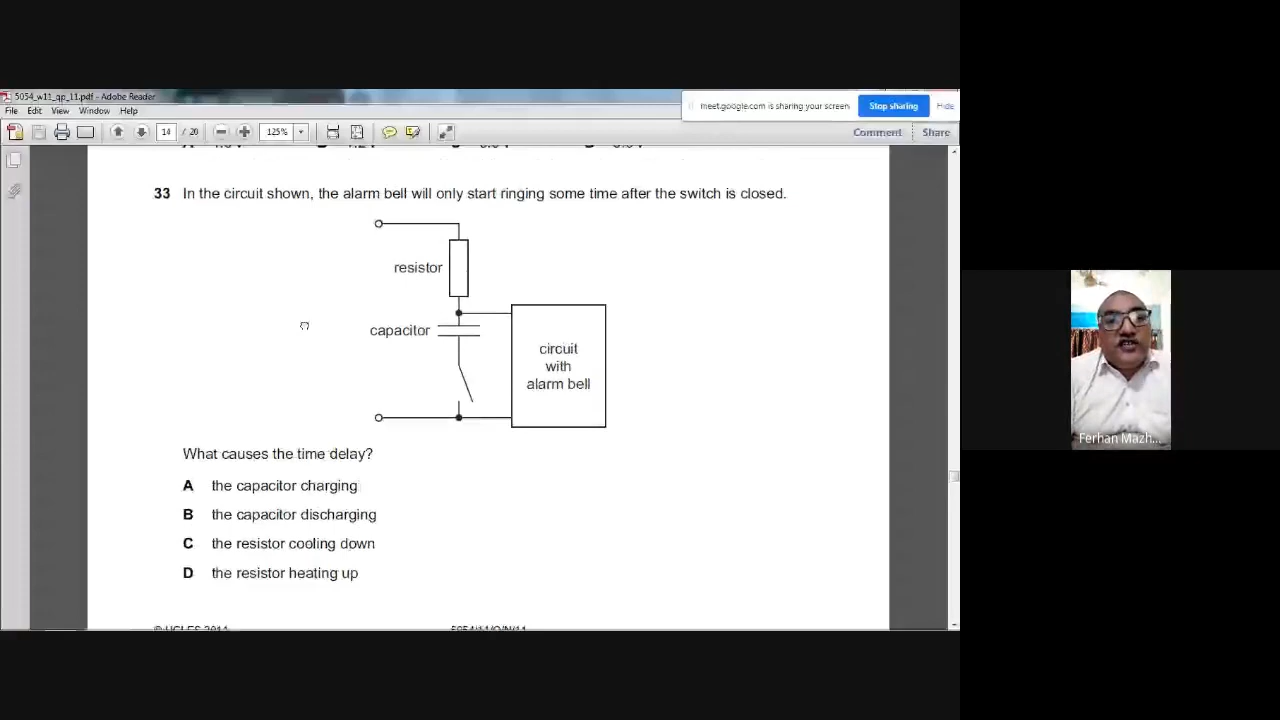 5054_w11_qp_11.pdf - Adobe Reader
File Edit View Window Help
meet.google.com is sharing your screen Stop sharing Hide
14 / 20 125% Comment Share
33 In the circuit shown, the alarm bell will only start ringing some time after the switch is closed.
resistor
capacitor
circuit
with
alarm bell
What causes the time delay?
A the capacitor charging
B the capacitor discharging
C the resistor cooling down
D the resistor heating up
Ferhan Mazh...